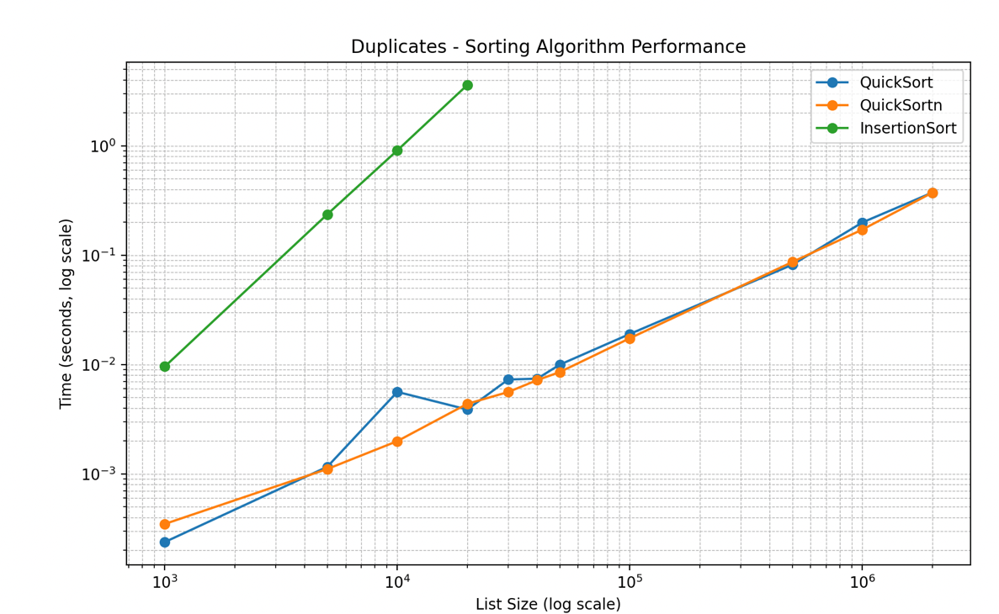 Duplicates - Sorting Algorithm Performance
QuickSort
QuickSortn
InsertionSort
Time (seconds, log scale)
10⁰
10⁻¹
10⁻²
10⁻³
10³
10⁴
10⁵
10⁶
List Size (log scale)